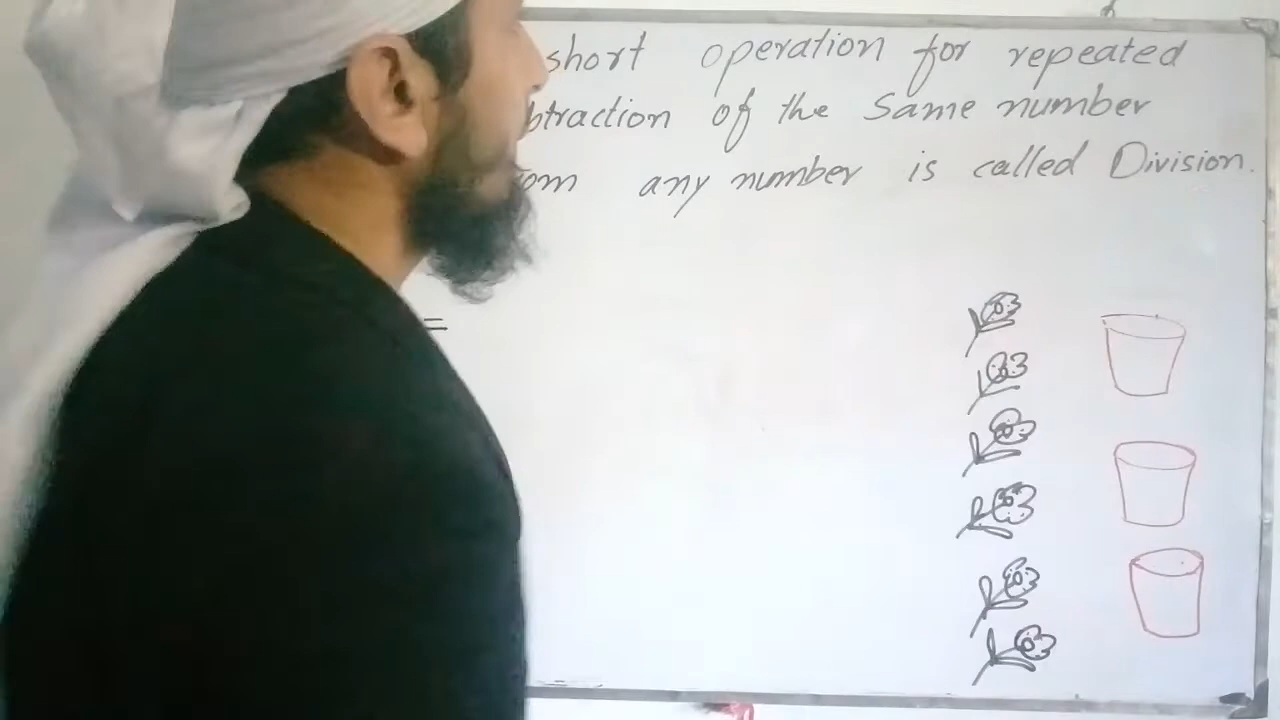 short operation for repeated
btraction of the Same number
om any number is called Division.
=